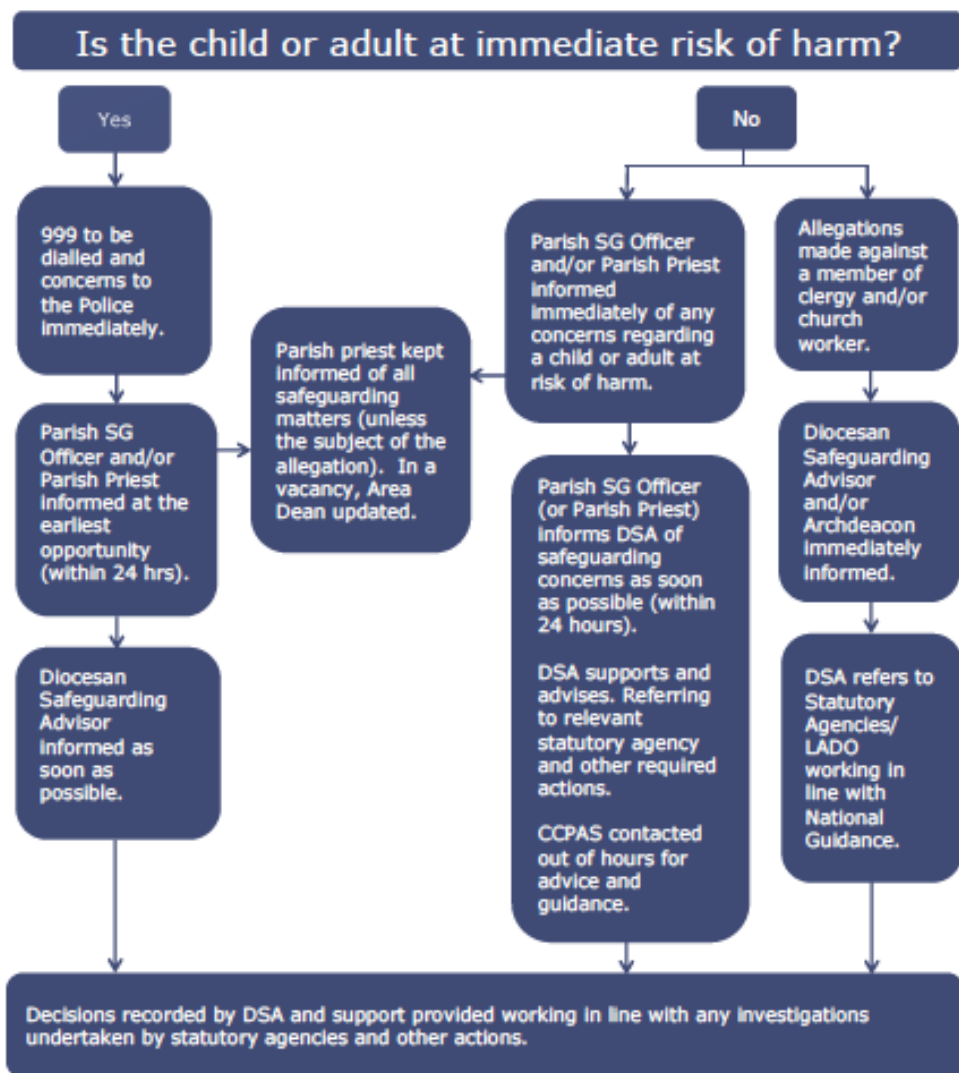 Is the child or adult at immediate risk of harm?
Yes
999 to be
dialled and
concerns to
the Police
immediately.
Parish SG
Officer and/or
Parish Priest
informed at the
earliest
opportunity
(within 24 hrs).
Diocesan
Safeguarding
Advisor
informed as
soon as
possible.
Parish priest kept
informed of all
safeguarding
matters (unless
the subject of the
allegation). In a
vacancy, Area
Dean updated.
No
Parish SG Officer
and/or Parish Priest
informed
immediately of any
concerns regarding
a child or adult at
risk of harm.
Parish SG Officer
(or Parish Priest)
informs DSA of
safeguarding
concerns as soon
as possible (within
24 hours).
DSA supports and
advises. Referring
to relevant
statutory agency
and other required
actions.
CCPAS contacted
out of hours for
advice and
guidance.
Allegations
made against
a member of
clergy and/or
church
worker.
Diocesan
Safeguarding
Advisor
and/or
Archdeacon
immediately
informed.
DSA refers to
Statutory
Agencies/
LADO
working in
line with
National
Guidance.
Decisions recorded by DSA and support provided working in line with any investigations
undertaken by statutory agencies and other actions.